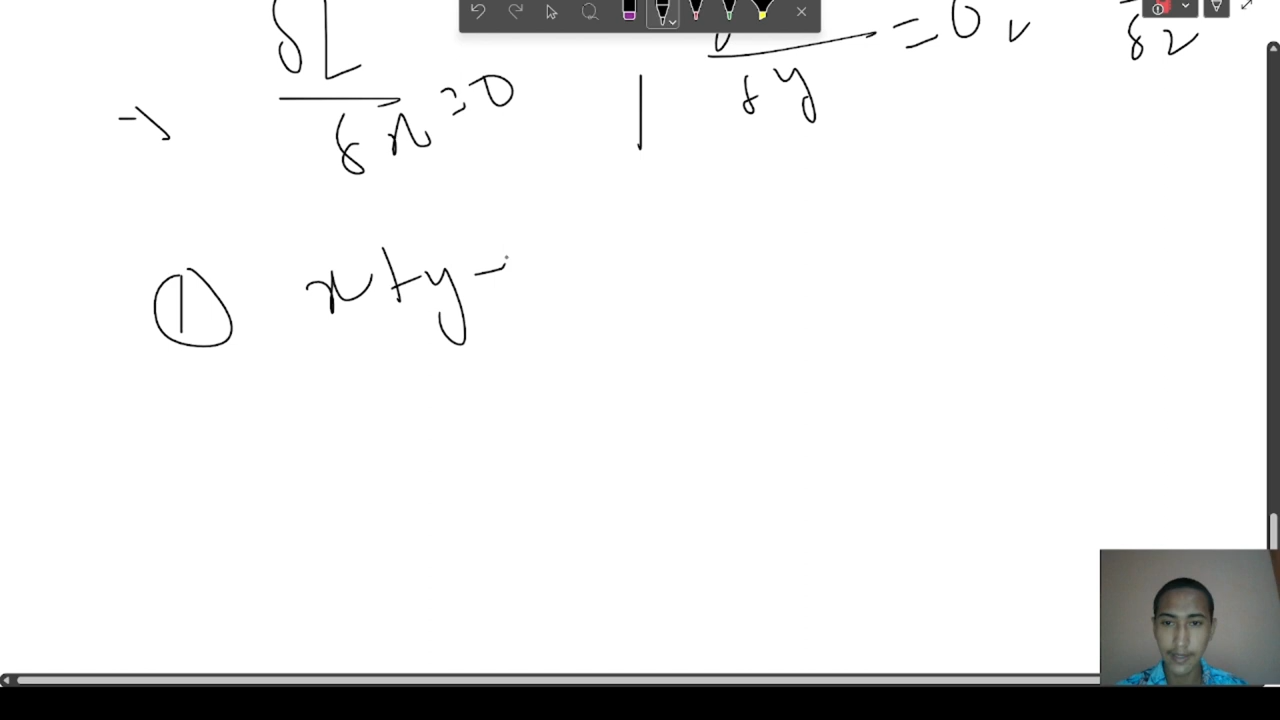 → δL/δx = 0 | /δy = 0, δz
① x + y -